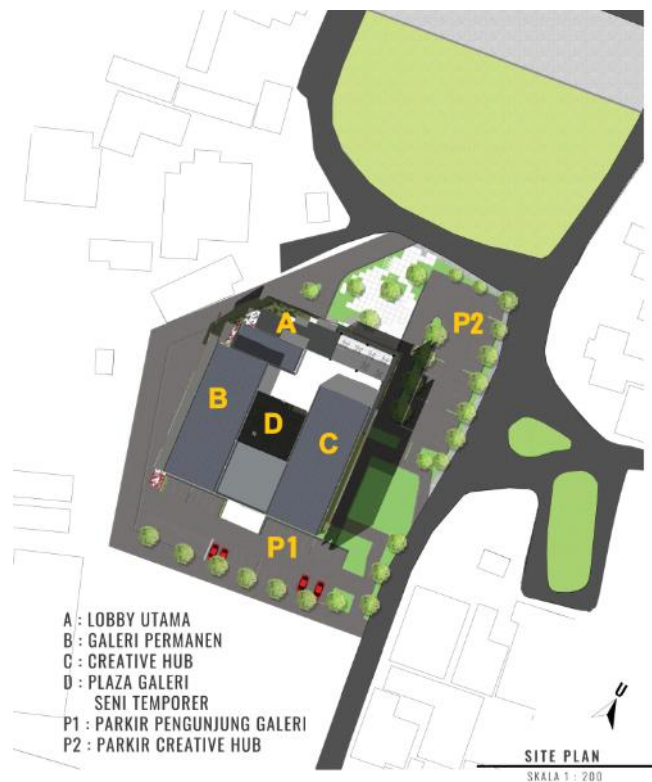 A
P2
B
D
C
P1
A : LOBBY UTAMA
B : GALERI PERMANEN
C : CREATIVE HUB
D : PLAZA GALERI
SENI TEMPORER
P1 : PARKIR PENGUNJUNG GALERI
P2 : PARKIR CREATIVE HUB
U
SITE PLAN
SKALA 1 : 200